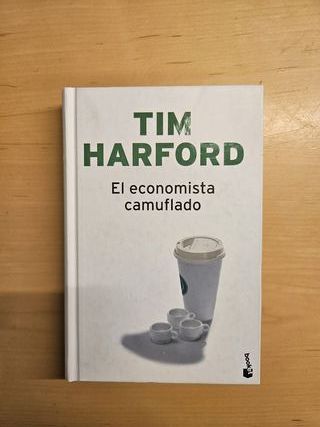 TIM
HARFORD
El economista
camuflado
booket